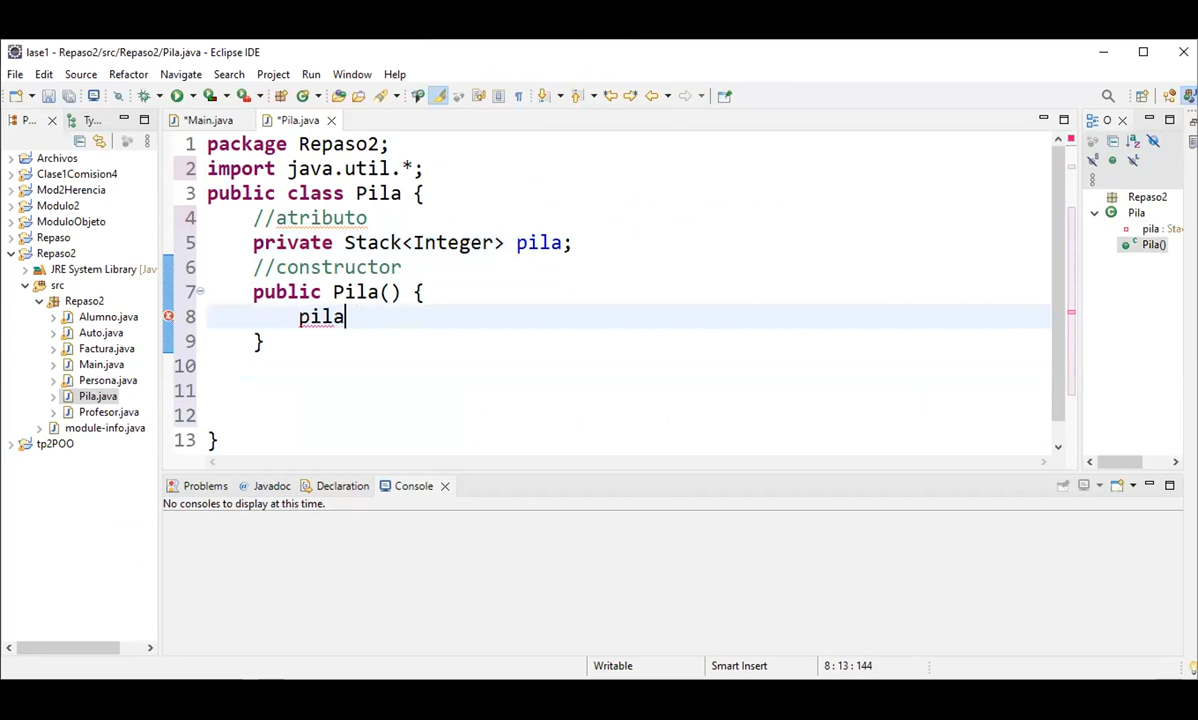 lase1 - Repaso2/src/Repaso2/Pila.java - Eclipse IDE
File Edit Source Refactor Navigate Search Project Run Window Help
P... Ty... *Main.java *Pila.java O
Archivos
Clase1Comision4
Mod2Herencia
Modulo2
ModuloObjeto
Repaso
Repaso2
JRE System Library [Jav
src
Repaso2
Alumno.java
Auto.java
Factura.java
Main.java
Persona.java
Pila.java
Profesor.java
module-info.java
tp2POO
1 package Repaso2;
2 import java.util.*;
3 public class Pila {
4 //atributo
5 private Stack<Integer> pila;
6 //constructor
7 public Pila() {
8 pila
9 }
10
11
12
13 }
Repaso2
Pila
pila : Sta
Pila()
Problems @ Javadoc Declaration Console
No consoles to display at this time.
Writable Smart Insert 8 : 13 : 144